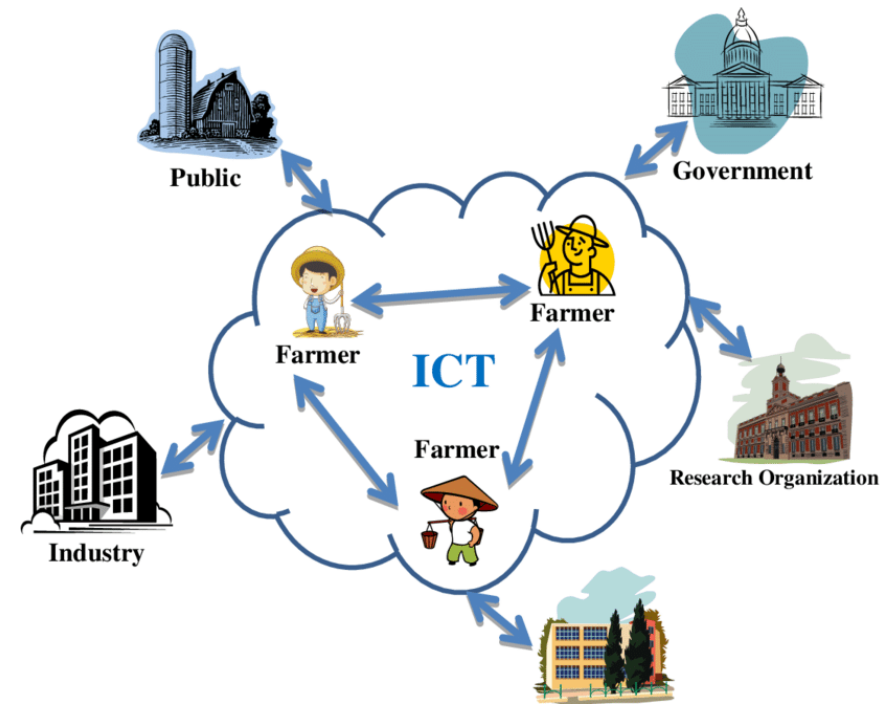 Public
Government
Farmer
Farmer
ICT
Farmer
Research Organization
Industry